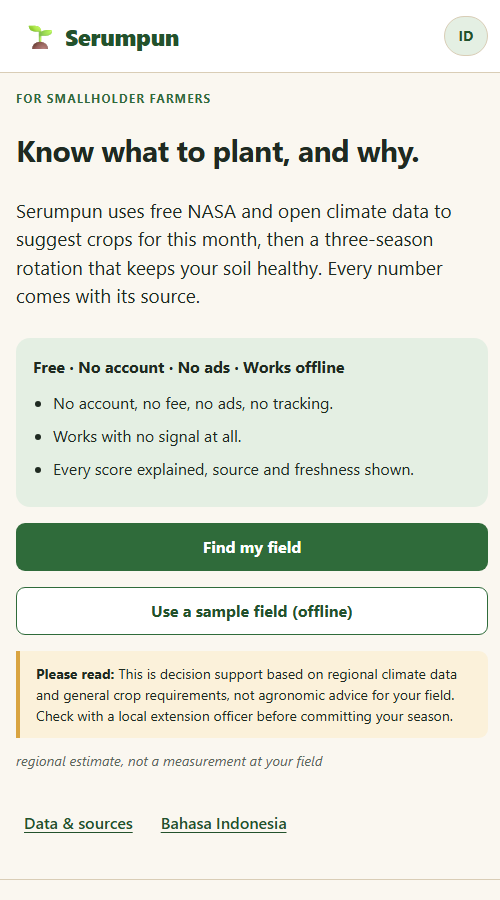 Serumpun
ID
FOR SMALLHOLDER FARMERS
Know what to plant, and why.
Serumpun uses free NASA and open climate data to
suggest crops for this month, then a three-season
rotation that keeps your soil healthy. Every number
comes with its source.
Free · No account · No ads · Works offline
• No account, no fee, no ads, no tracking.
• Works with no signal at all.
• Every score explained, source and freshness shown.
Find my field
Use a sample field (offline)
Please read: This is decision support based on regional climate data
and general crop requirements, not agronomic advice for your field.
Check with a local extension officer before committing your season.
regional estimate, not a measurement at your field
Data & sources
Bahasa Indonesia